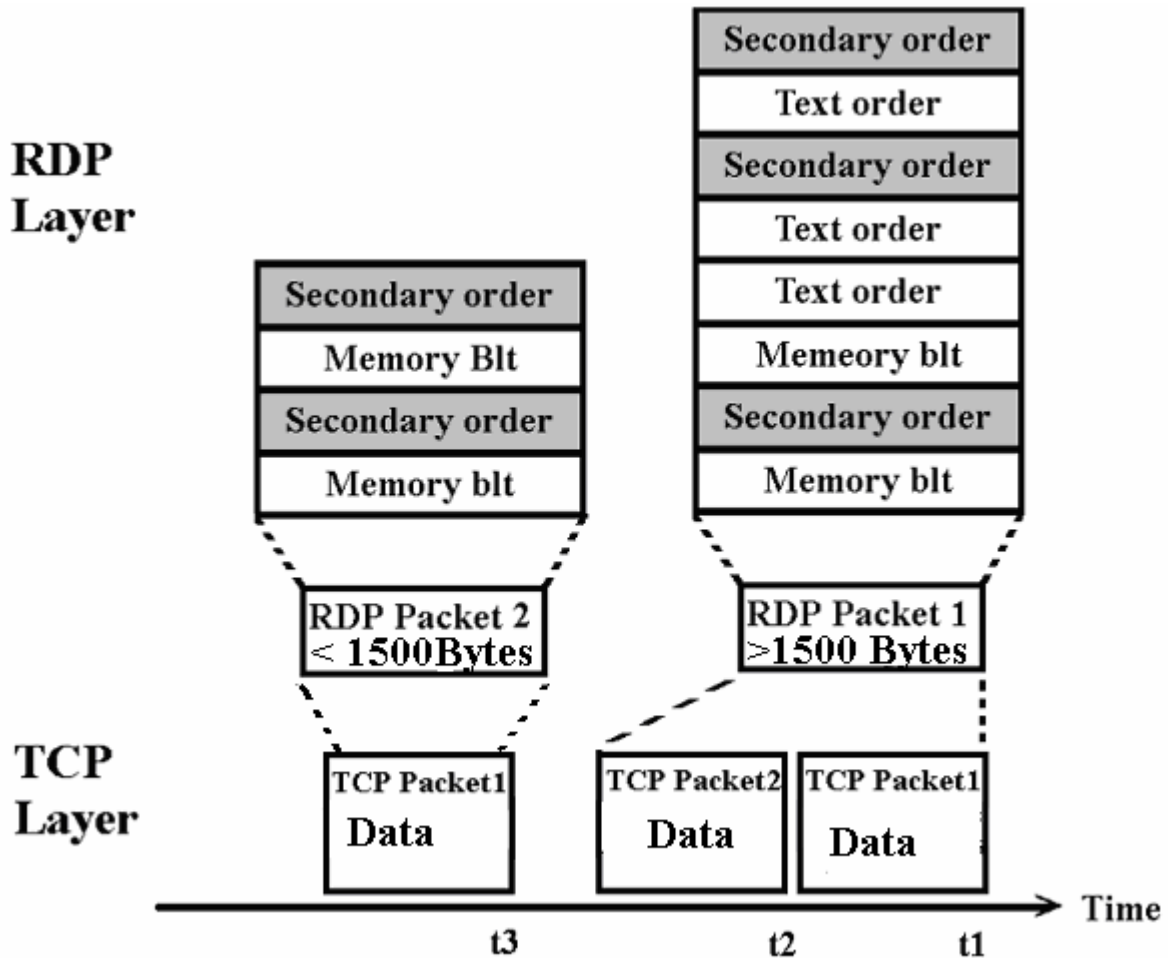 RDP
Layer
Secondary order
Memory Blt
Secondary order
Memory blt
Secondary order
Text order
Secondary order
Text order
Text order
Memeory blt
Secondary order
Memory blt
RDP Packet 2
< 1500Bytes
RDP Packet 1
>1500 Bytes
TCP
Layer
TCP Packet1
Data
TCP Packet2
Data
TCP Packet1
Data
Time
t3
t2
t1